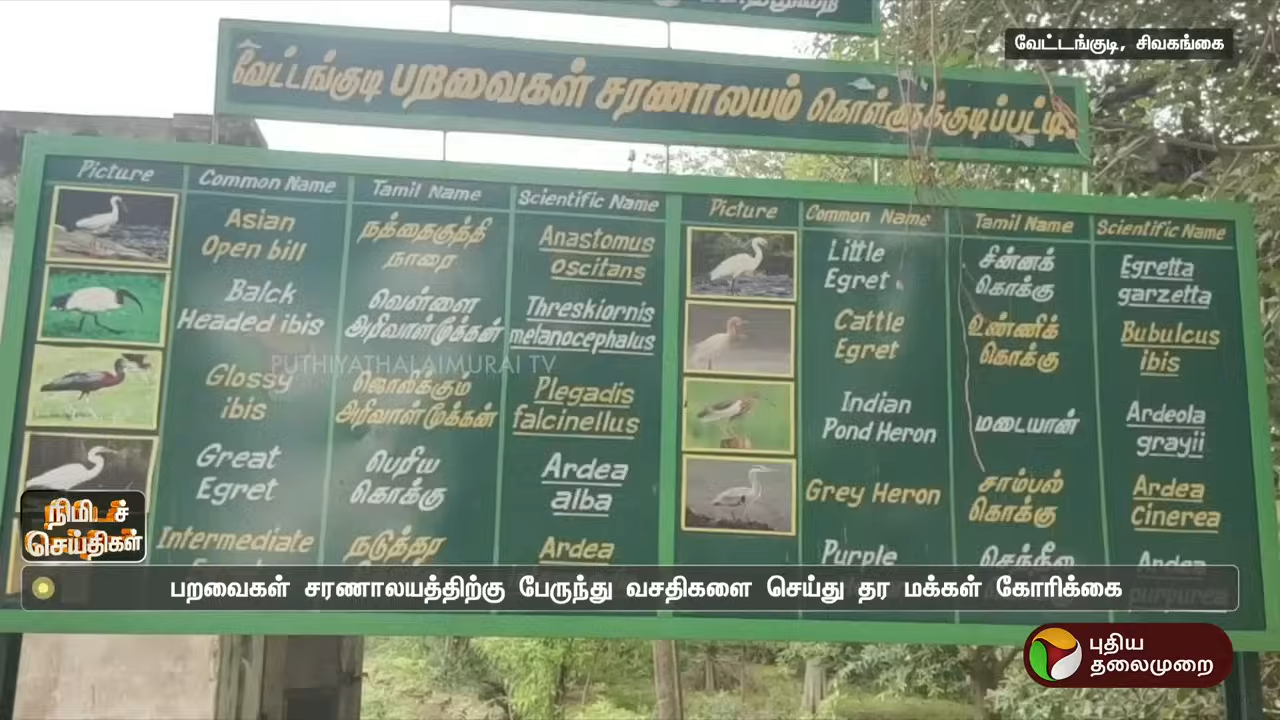 வேட்டங்குடி, சிவகங்கை
வேட்டங்குடி பறவைகள் சரணாலயம் கொள்ளுக்குடிப்பட்டி.
Picture Common Name Tamil Name Scientific Name Picture Common Name Tamil Name Scientific Name
Asian
Open bill
நத்தைகுத்தி
நாரை
Anastomus
Oscitans
Little
Egret
சின்னக்
கொக்கு
Egretta
garzetta
Balck
Headed ibis
வெள்ளை
அரிவாள்முக்கன்
Threskiornis
melanocephalus
Cattle
Egret
உண்ணிக்
கொக்கு
Bubulcus
ibis
PUTHIYATHALAIMURAI TV
Glossy
ibis
ஜொலிக்கும்
அரிவாள் முக்கன்
Plegadis
falcinellus
Indian
Pond Heron
மடையான்
Ardeola
grayii
Great
Egret
பெரிய
கொக்கு
Ardea
alba
Grey Heron
சாம்பல்
கொக்கு
Ardea
Cinerea
Intermediate
நடுத்தர
Ardea
Purple
Ardea
purpurea
நிமிடச்
செய்திகள்
பறவைகள் சரணாலயத்திற்கு பேருந்து வசதிகளை செய்து தர மக்கள் கோரிக்கை
புதிய
தலைமுறை